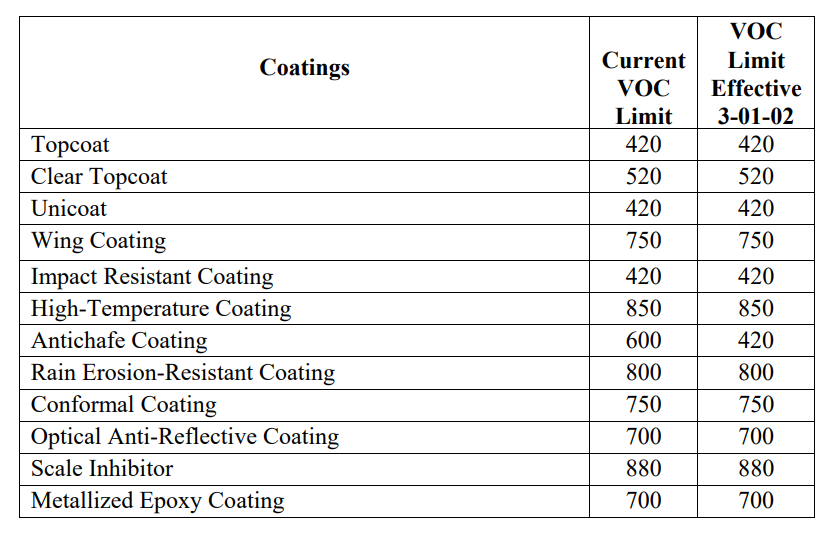 Coatings
Current
VOC
Limit
VOC
Limit
Effective
3-01-02
Topcoat 420 420
Clear Topcoat 520 520
Unicoat 420 420
Wing Coating 750 750
Impact Resistant Coating 420 420
High-Temperature Coating 850 850
Antichafe Coating 600 420
Rain Erosion-Resistant Coating 800 800
Conformal Coating 750 750
Optical Anti-Reflective Coating 700 700
Scale Inhibitor 880 880
Metallized Epoxy Coating 700 700